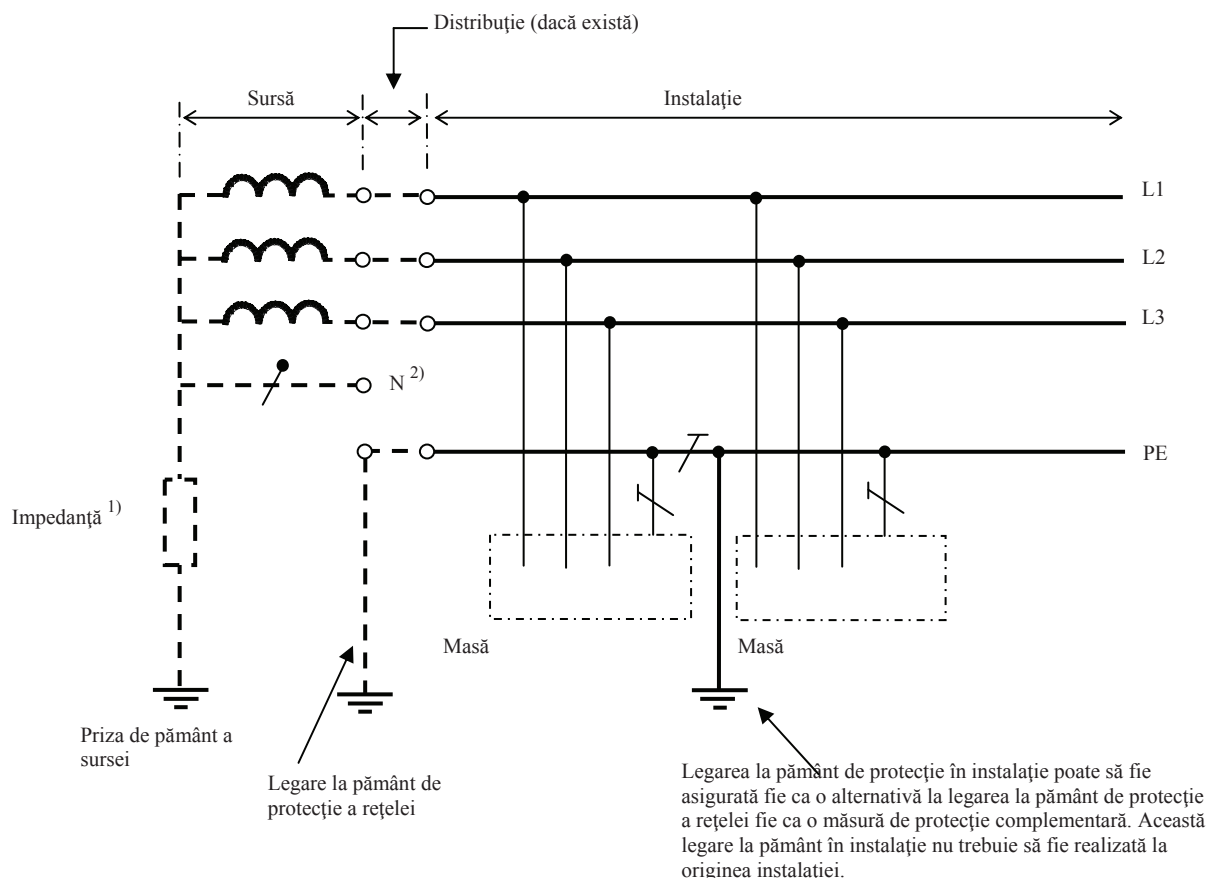 Distribuţie (dacă există)
Sursă
Instalaţie
L1
L2
L3
N 2)
PE
Impedanţă 1)
Masă
Masă
Priza de pământ a
sursei
Legare la pământ de
protecţie a reţelei
Legarea la pământ de protecţie în instalaţie poate să fie
asigurată fie ca o alternativă la legarea la pământ de protecţie
a reţelei fie ca o măsură de protecţie complementară. Această
legare la pământ în instalaţie nu trebuie să fie realizată la
originea instalaţiei.